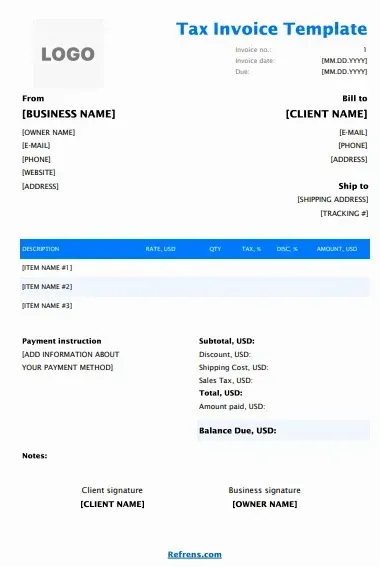 LOGO
Tax Invoice Template
Invoice no.: 1
Invoice date: [MM.DD.YYYY]
Due: [MM.DD.YYYY]
From
[BUSINESS NAME]
[OWNER NAME]
[E-MAIL]
[PHONE]
[WEBSITE]
[ADDRESS]
Bill to
[CLIENT NAME]
[E-MAIL]
[PHONE]
[ADDRESS]
Ship to
[SHIPPING ADDRESS]
[TRACKING #]
DESCRIPTION RATE, USD QTY TAX, % DISC, % AMOUNT, USD
[ITEM NAME #1]
[ITEM NAME #2]
[ITEM NAME #3]
Payment instruction
[ADD INFORMATION ABOUT
YOUR PAYMENT METHOD]
Subtotal, USD:
Discount, USD:
Shipping Cost, USD:
Sales Tax, USD:
Total, USD:
Amount paid, USD:
Balance Due, USD:
Notes:
Client signature
[CLIENT NAME]
Business signature
[OWNER NAME]
Refrens.com